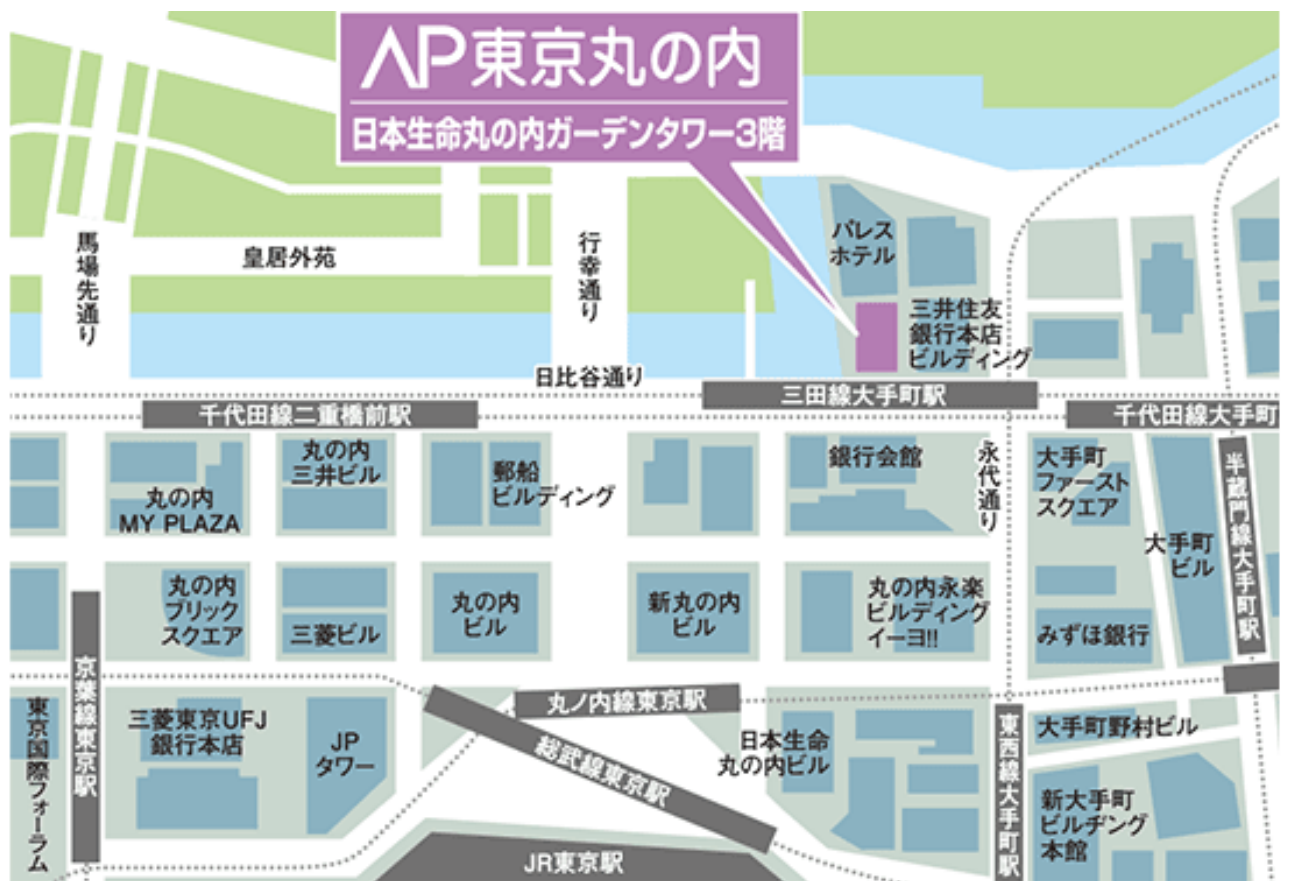 AP東京丸の内
日本生命丸の内ガーデンタワー3階
馬場先通り
皇居外苑
行幸通り
パレス
ホテル
三井住友
銀行本店
ビルディング
日比谷通り
三田線大手町駅
千代田線二重橋前駅
千代田線大手町
丸の内
MY PLAZA
丸の内
三井ビル
郵船
ビルディング
銀行会館
永代通り
大手町
ファースト
スクエア
大手町
ビル
半蔵門線大手町駅
丸の内
ブリック
スクエア
三菱ビル
丸の内
ビル
新丸の内
ビル
丸の内永楽
ビルディング
イーヨ!!
みずほ銀行
京葉線東京駅
東京国際フォーラム
三菱東京UFJ
銀行本店
JP
タワー
丸ノ内線東京駅
総武線東京駅
日本生命
丸の内ビル
東西線大手町駅
大手町野村ビル
新大手町
ビルヂング
本館
JR東京駅